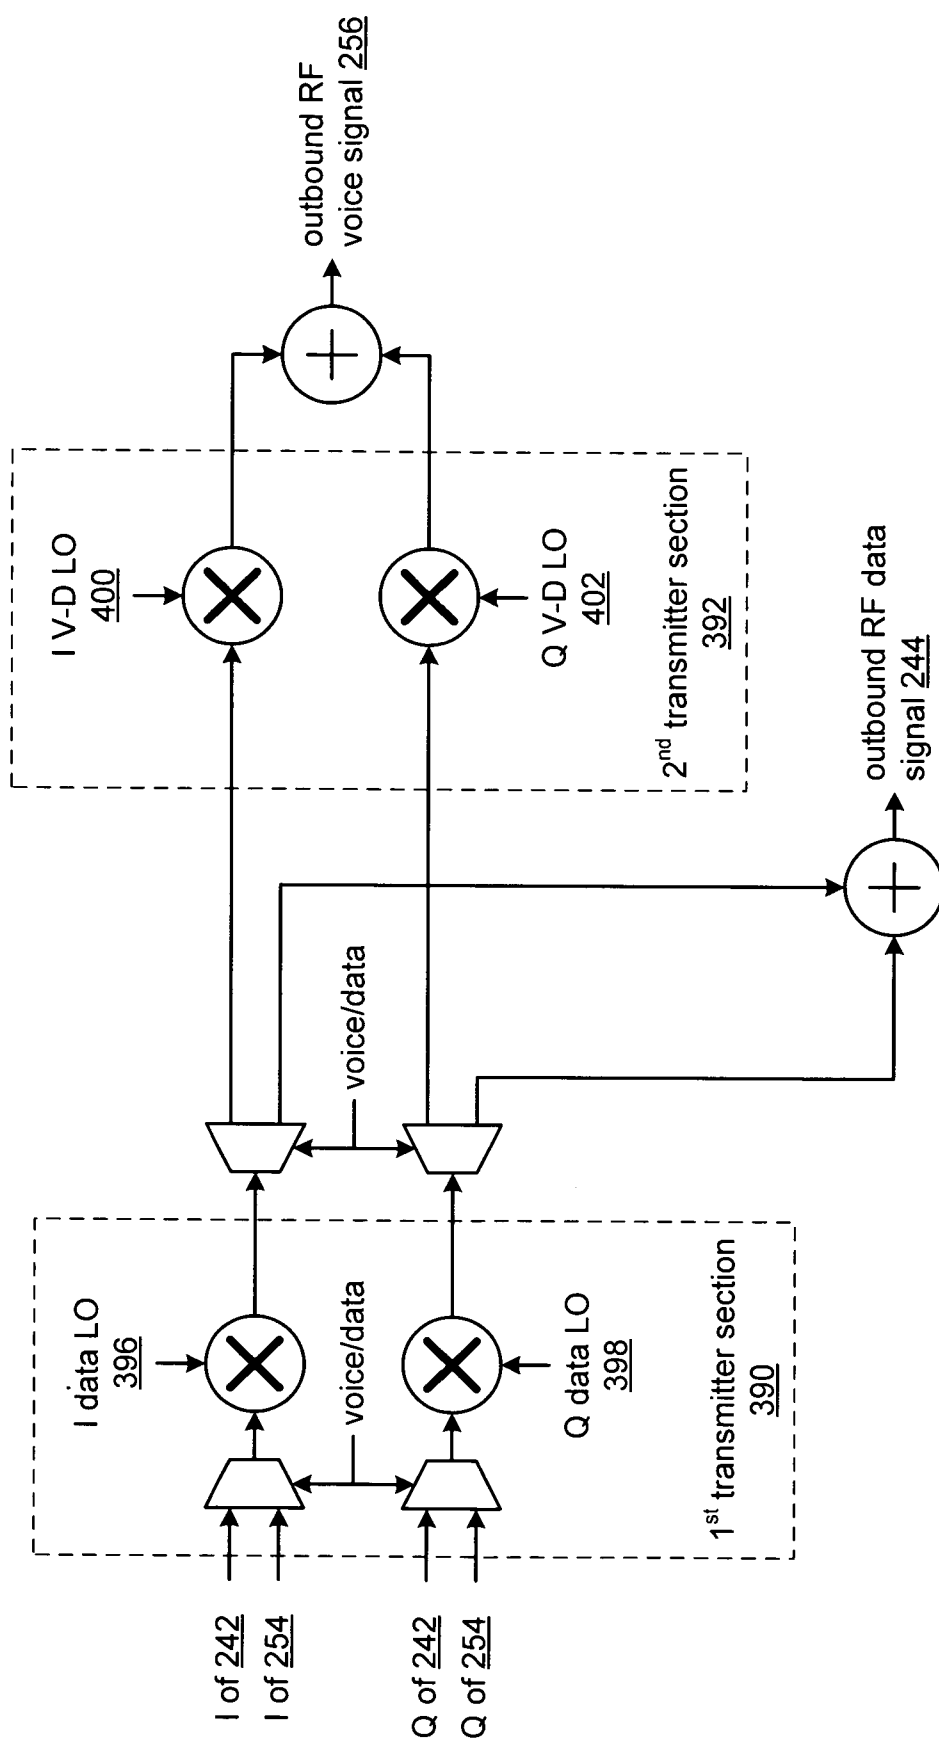 I of 242
I of 254
Q of 242
Q of 254
I data LO
396
voice/data
Q data LO
398
1st transmitter section
390
voice/data
I V-D LO
400
Q V-D LO
402
2nd transmitter section
392
outbound RF
voice signal 256
outbound RF data
signal 244